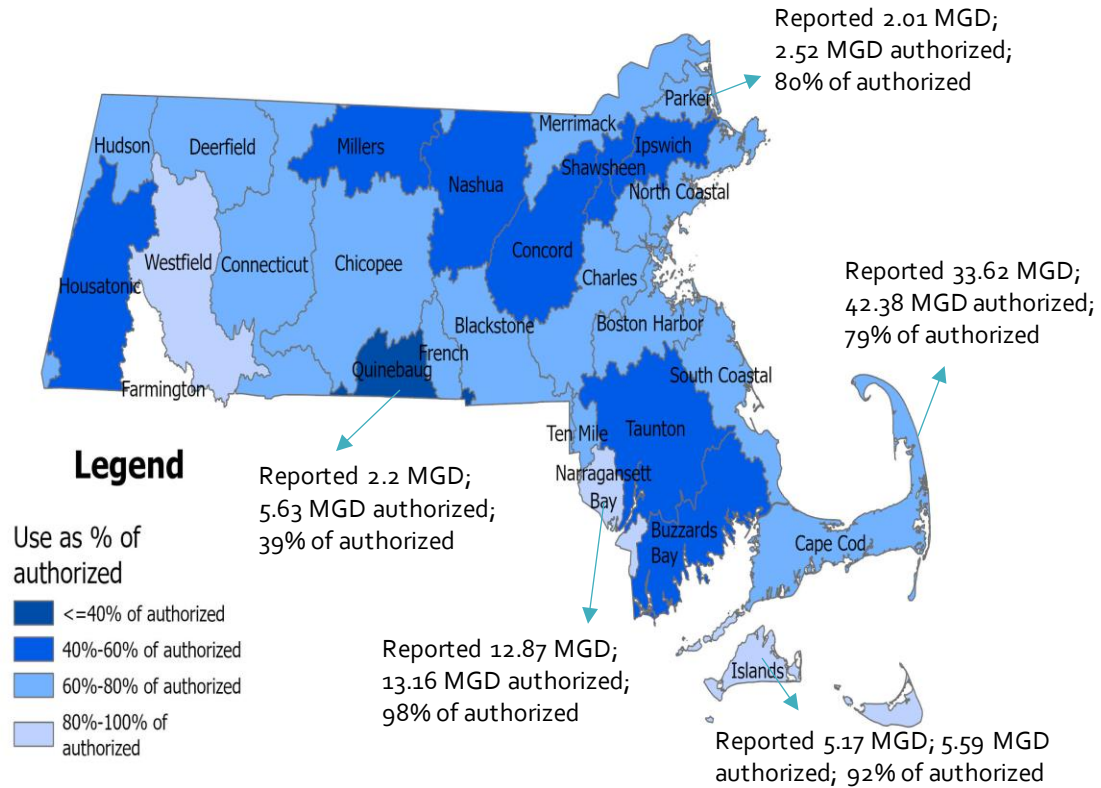 Reported 2.01 MGD;
2.52 MGD authorized;
80% of authorized
Parker
Merrimack
Hudson
Deerfield
Millers
Ipswich
Shawsheen
Nashua
North Coastal
Concord
Westfield
Connecticut
Chicopee
Charles
Housatonic
Reported 33.62 MGD;
42.38 MGD authorized;
79% of authorized
Blackstone
Boston Harbor
French
Quinebaug
South Coastal
Farmington
Taunton
Ten Mile
Legend
Reported 2.2 MGD;
5.63 MGD authorized;
39% of authorized
Narragansett
Bay
Use as % of
authorized
<=40% of authorized
40%-60% of authorized
60%-80% of authorized
80%-100% of
authorized
Buzzards
Bay
Cape Cod
Reported 12.87 MGD;
13.16 MGD authorized;
98% of authorized
Islands
Reported 5.17 MGD; 5.59 MGD
authorized; 92% of authorized